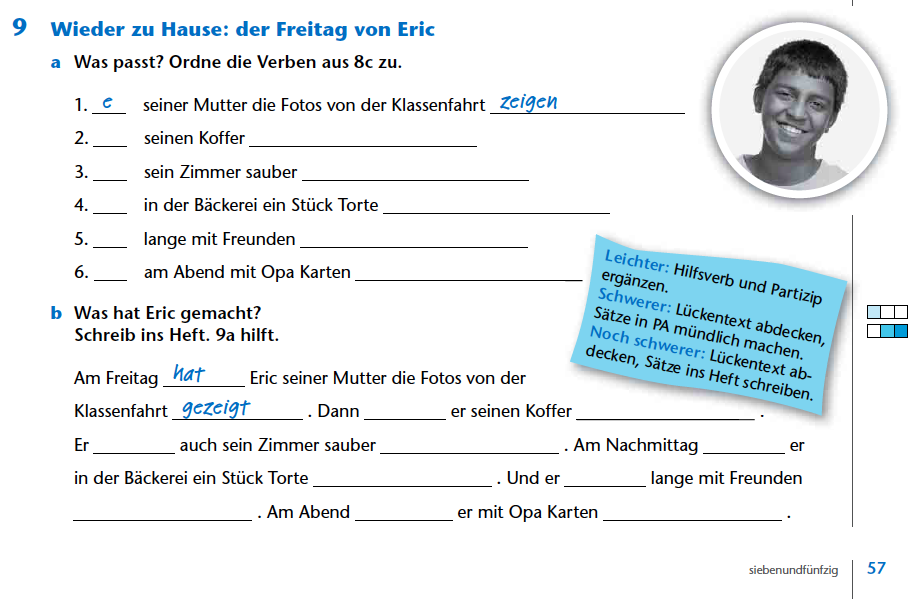 9 Wieder zu Hause: der Freitag von Eric
a Was passt? Ordne die Verben aus 8c zu.
1. e seiner Mutter die Fotos von der Klassenfahrt zeigen
2. ____ seinen Koffer ____
3. ____ sein Zimmer sauber ____
4. ____ in der Bäckerei ein Stück Torte ____
5. ____ lange mit Freunden ____
6. ____ am Abend mit Opa Karten ____
Leichter: Hilfsverb und Partizip
ergänzen.
Schwerer: Lückentext abdecken,
Sätze in PA mündlich machen.
Noch schwerer: Lückentext ab-
decken, Sätze ins Heft schreiben.
b Was hat Eric gemacht?
Schreib ins Heft. 9a hilft.
Am Freitag hat Eric seiner Mutter die Fotos von der
Klassenfahrt gezeigt . Dann ____ er seinen Koffer ____ .
Er ____ auch sein Zimmer sauber ____ . Am Nachmittag ____ er
in der Bäckerei ein Stück Torte ____ . Und er ____ lange mit Freunden
____ . Am Abend ____ er mit Opa Karten ____ .
siebenundfünfzig 57